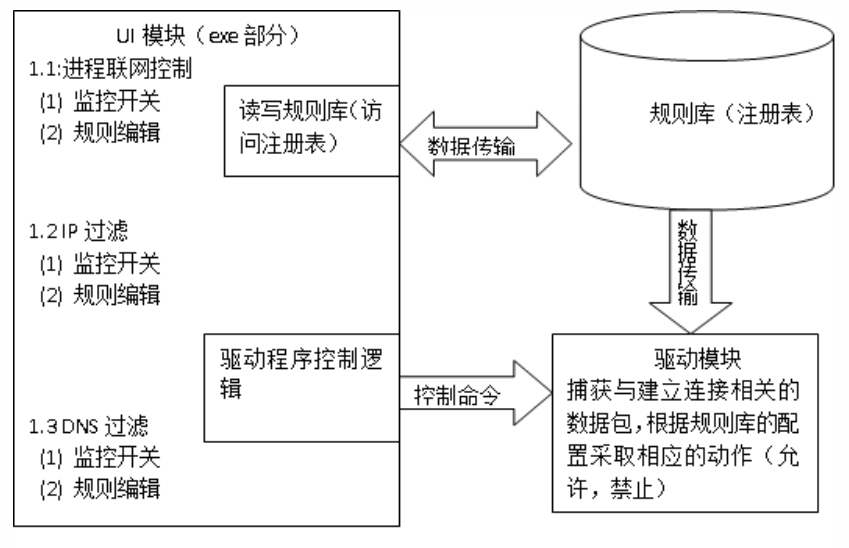 UI 模块（exe 部分）
1.1:进程联网控制
(1) 监控开关
(2) 规则编辑
读写规则库（访
问注册表）
1.2 IP 过滤
(1) 监控开关
(2) 规则编辑
驱动程序控制逻
辑
1.3 DNS 过滤
(1) 监控开关
(2) 规则编辑
数据传输
规则库（注册表）
数
据
传
输
控制命令
驱动模块
捕获与建立连接相关的
数据包，根据规则库的配
置采取相应的动作（允
许，禁止）